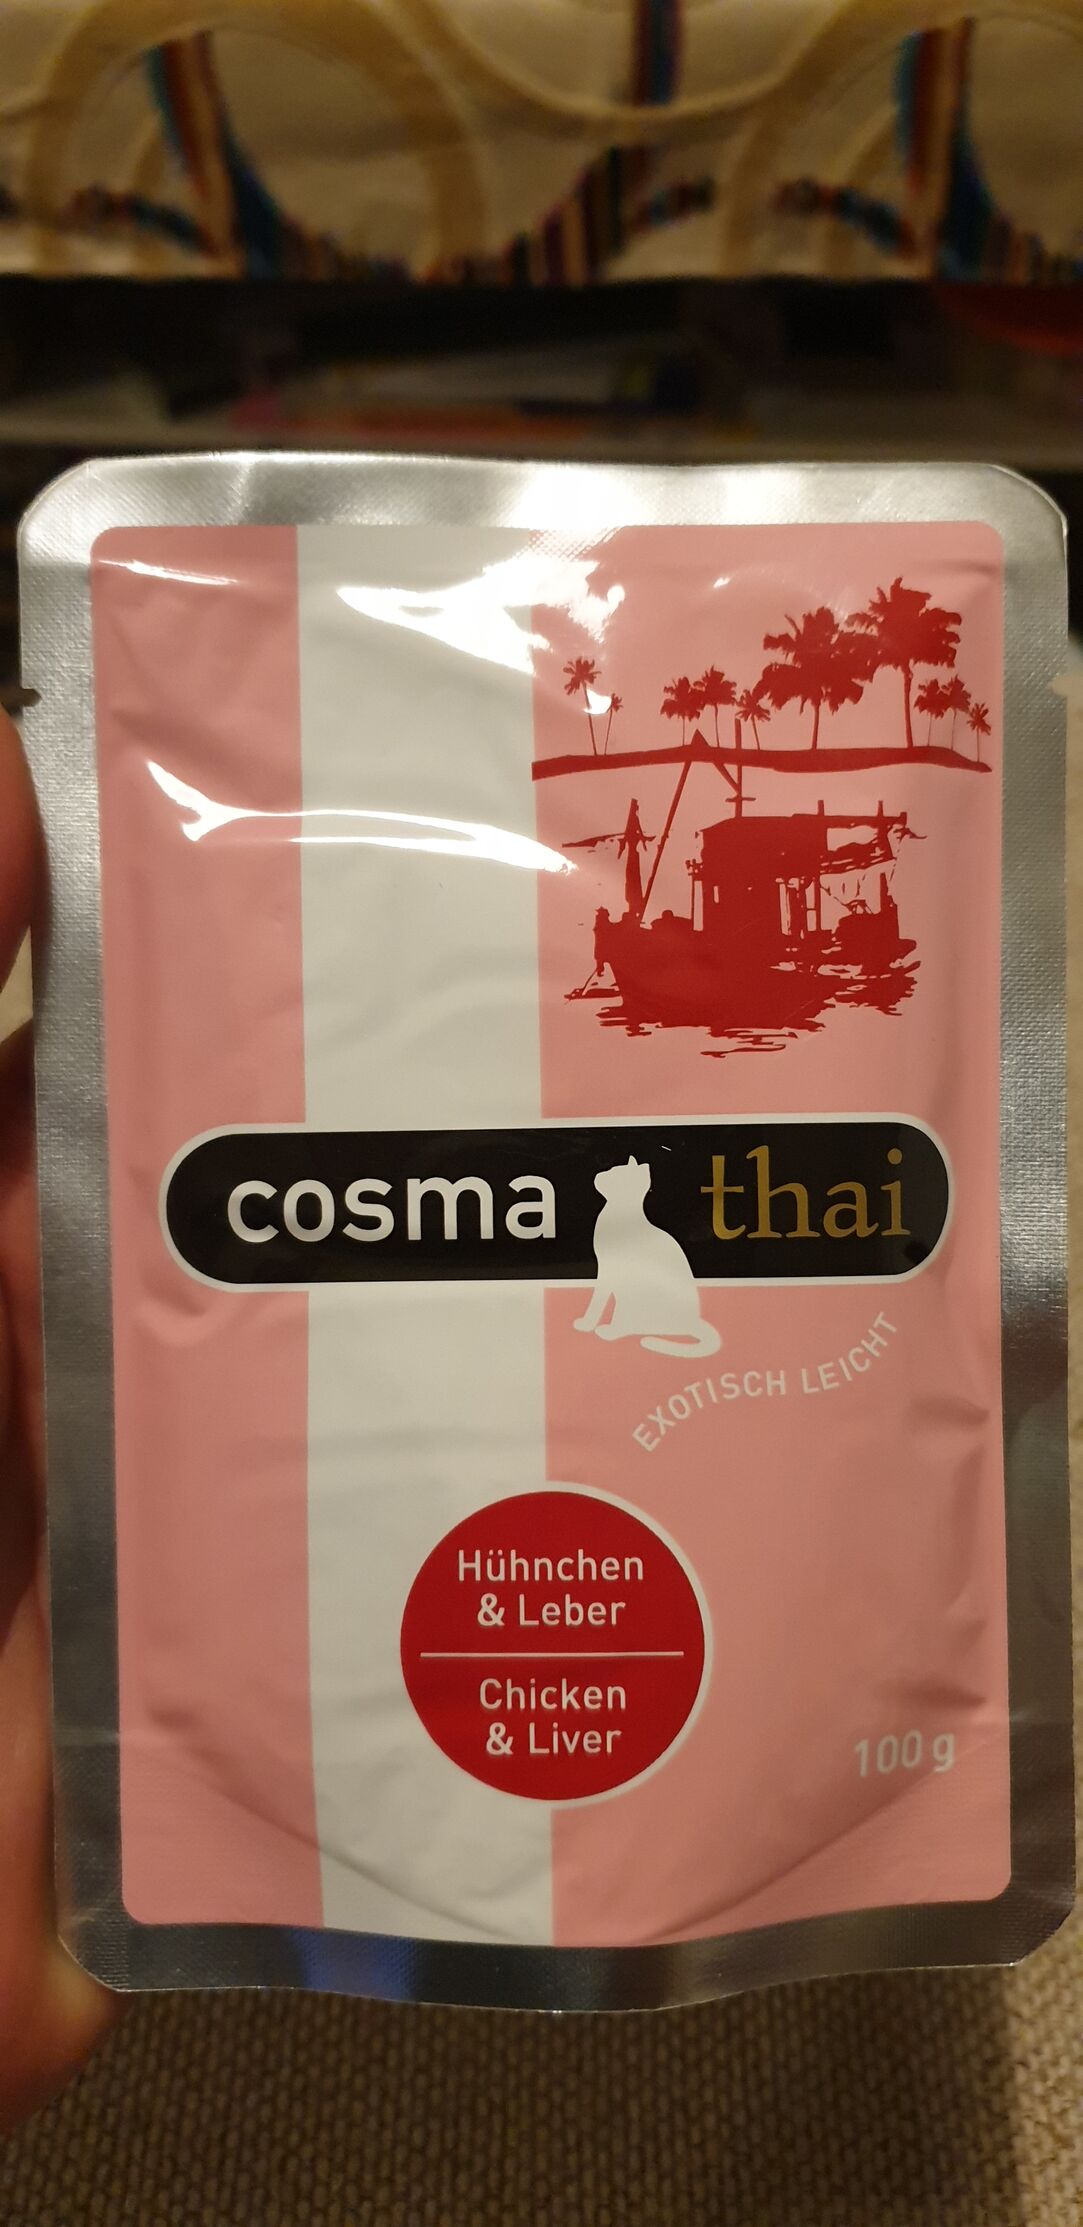 cosma thai
EXOTISCH LEICHT
Hühnchen
& Leber
Chicken
& Liver
100 g